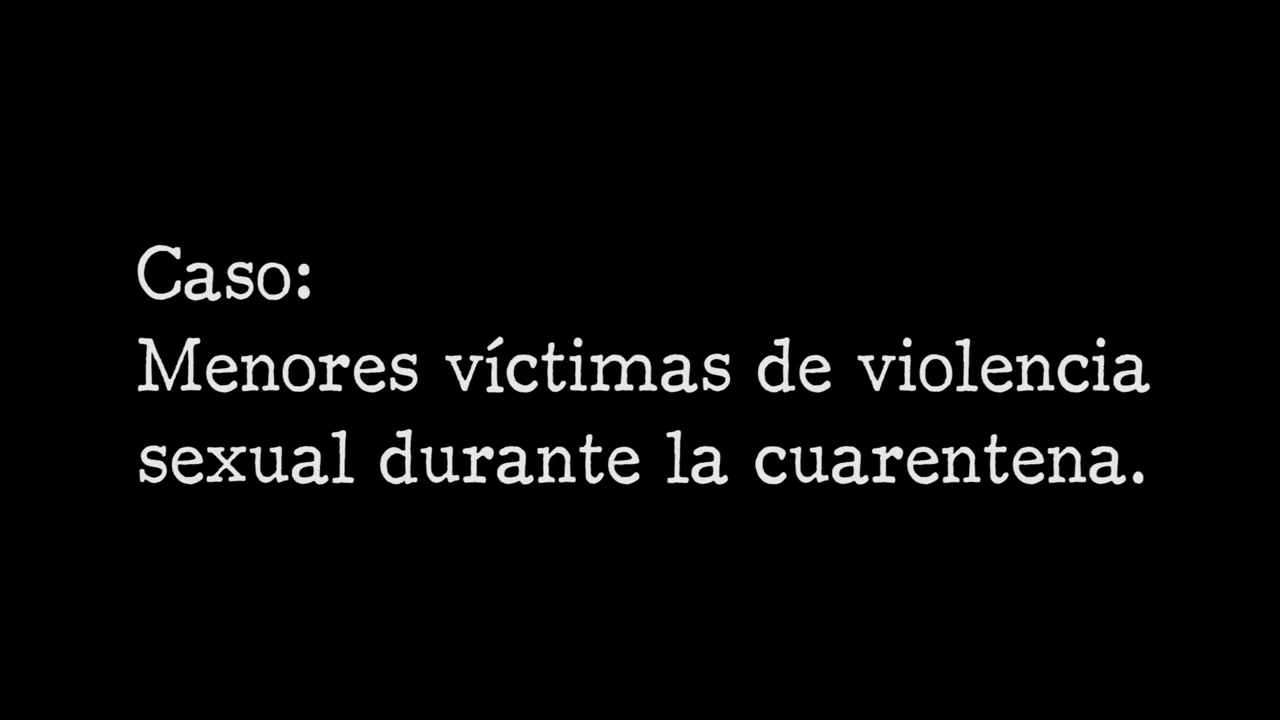 Caso:
Menores víctimas de violencia
sexual durante la cuarentena.